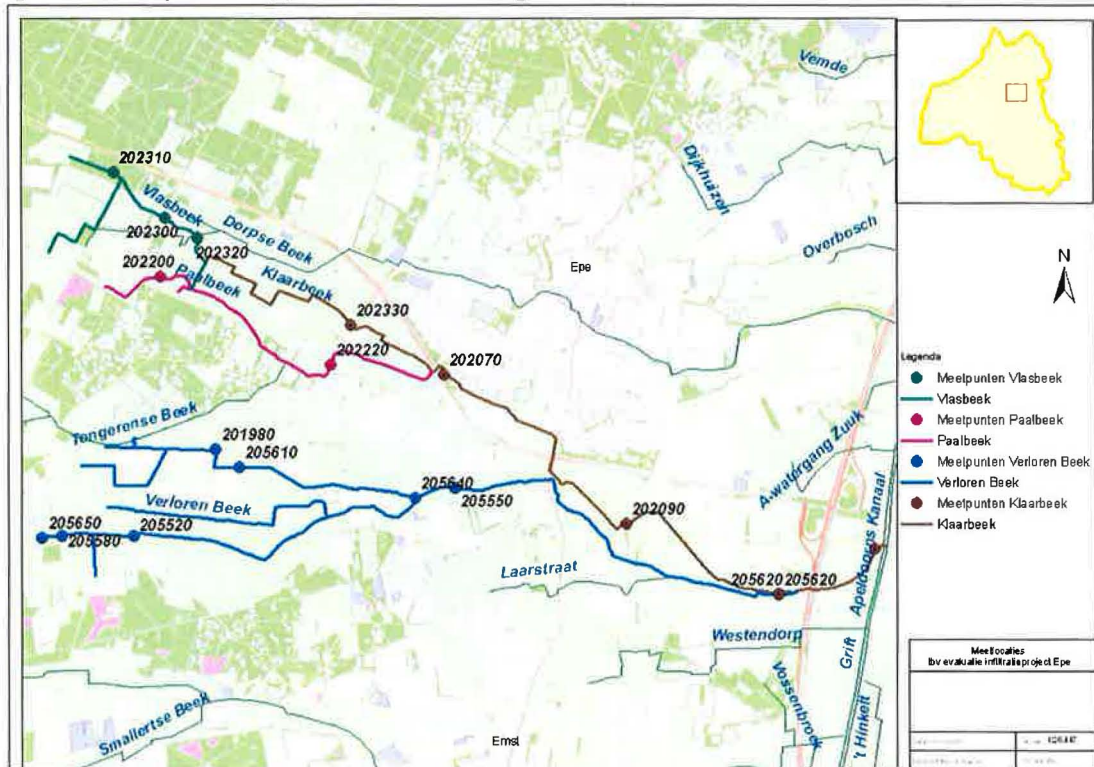 Vemde
Dijkhuizen
Overbosch
202310
Vlasbeek
Dorpse Beek
202300
202320
Epe
202200
Paalbeek
Klaarbeek
202330
202220
202070
N
Tongerense Beek
201980
205610
A-watergang Zuuk
Verloren Beek
205640
205550
205650
205520
205580
202090
Laarstraat
205620
205620
Apeldoorns Kanaal
Westendorp
Grift
Vossenbroek
't Hinkelt
Smallertse Beek
Emst
Legenda
Meetpunten Vlasbeek
Vlasbeek
Meetpunten Paalbeek
Paalbeek
Meetpunten Verloren Beek
Verloren Beek
Meetpunten Klaarbeek
Klaarbeek
Meetlocaties
tbv evaluatie infiltratieproject Epe